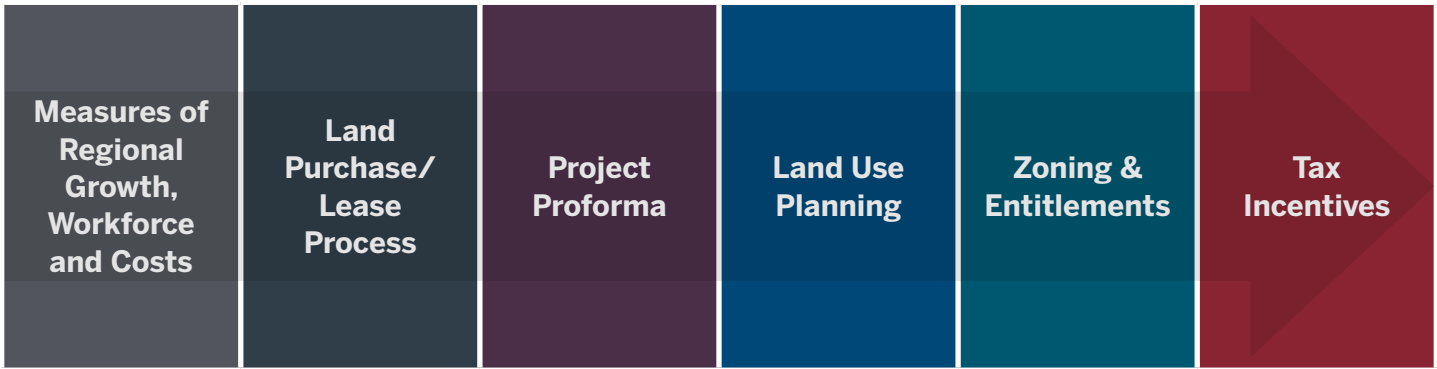 Measures of
Regional
Growth,
Workforce
and Costs
Land
Purchase/
Lease
Process
Project
Proforma
Land Use
Planning
Zoning &
Entitlements
Tax
Incentives